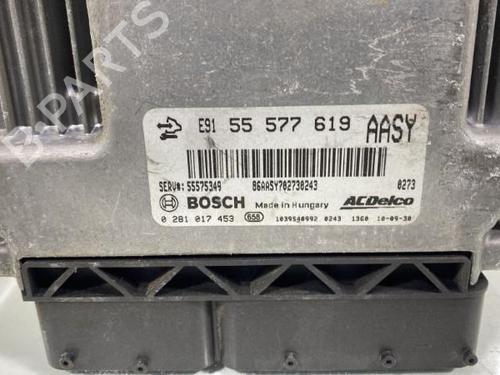 E91 55 577 619 AASY
SERV#: 55575349 86AASY702730243 0273
BOSCH Made in Hungary ACDelco
0 281 017 453 658 1039S40992 0243 1360 10-09-30
B-PARTS